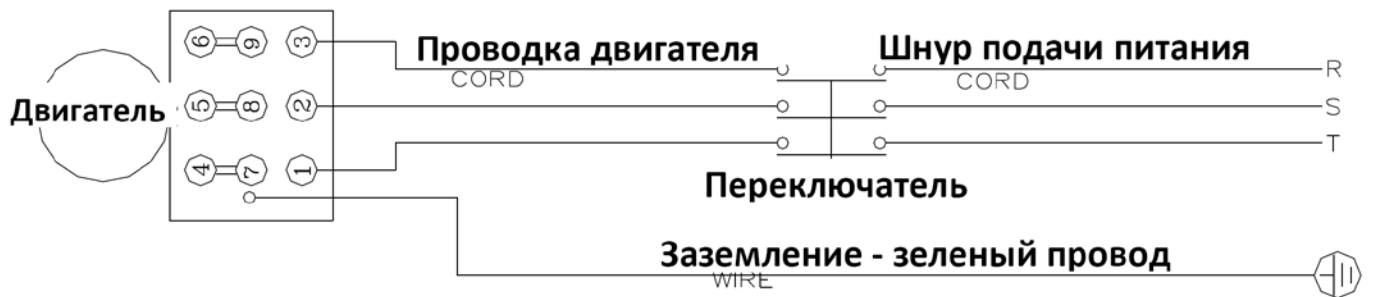 6 9 3
Проводка двигателя
Шнур подачи питания
CORD
CORD
R
Двигатель
5 8 2
S
4 7 1
T
Переключатель
Заземление - зеленый провод
WIRE